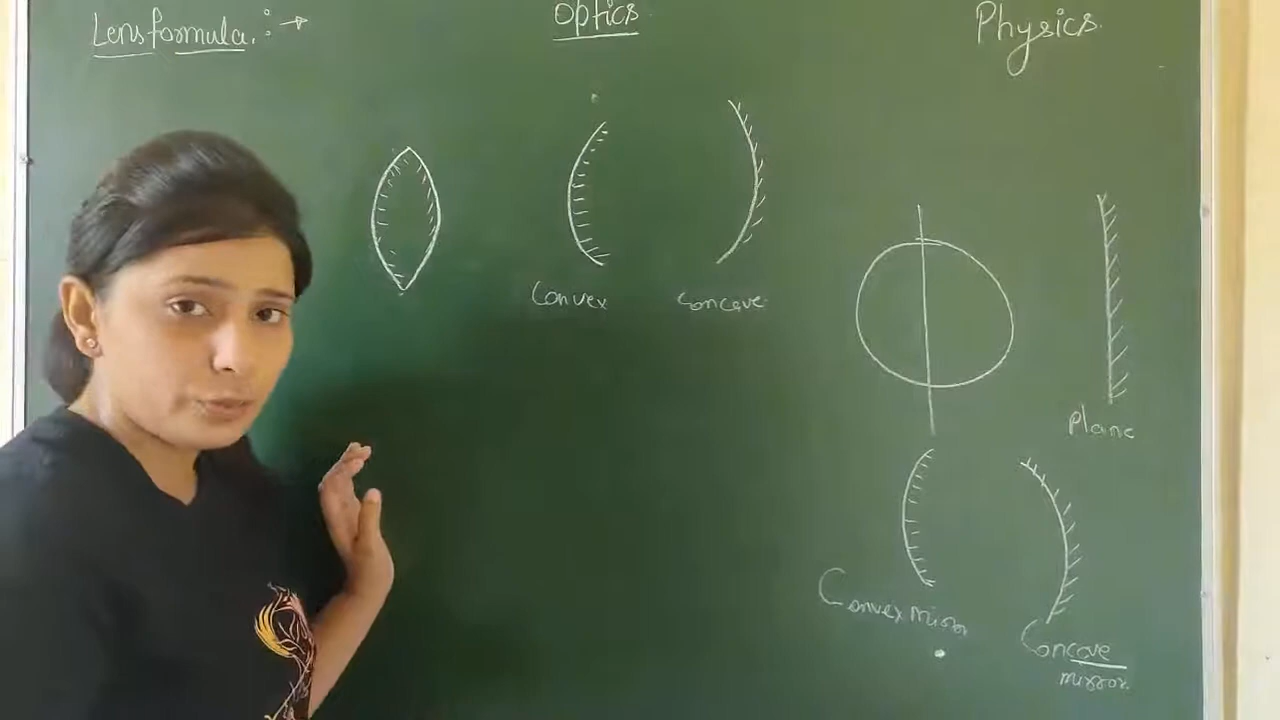 Lens formula : →
Optics
Physics
Convex
Concave
Plane
Convex mirror
Concave
mirror